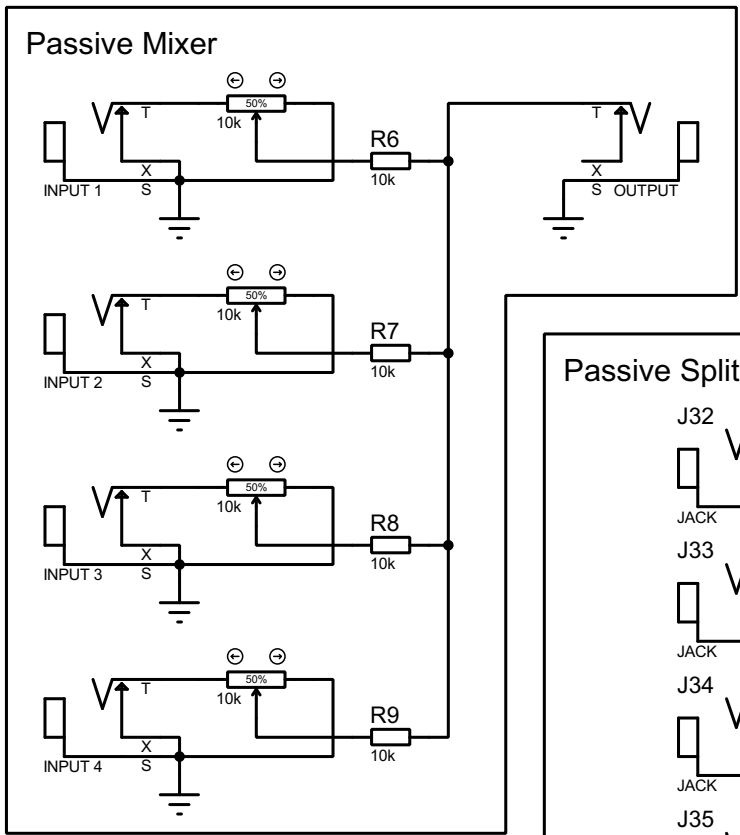 Passive Mixer
50%
T
10k
R6
10k
X
S
INPUT 1
T
X
S
OUTPUT
50%
T
10k
R7
10k
X
S
INPUT 2
50%
T
10k
R8
10k
X
S
INPUT 3
50%
T
10k
R9
10k
X
S
INPUT 4
Passive Split
J32
JACK
J33
JACK
J34
JACK
J35